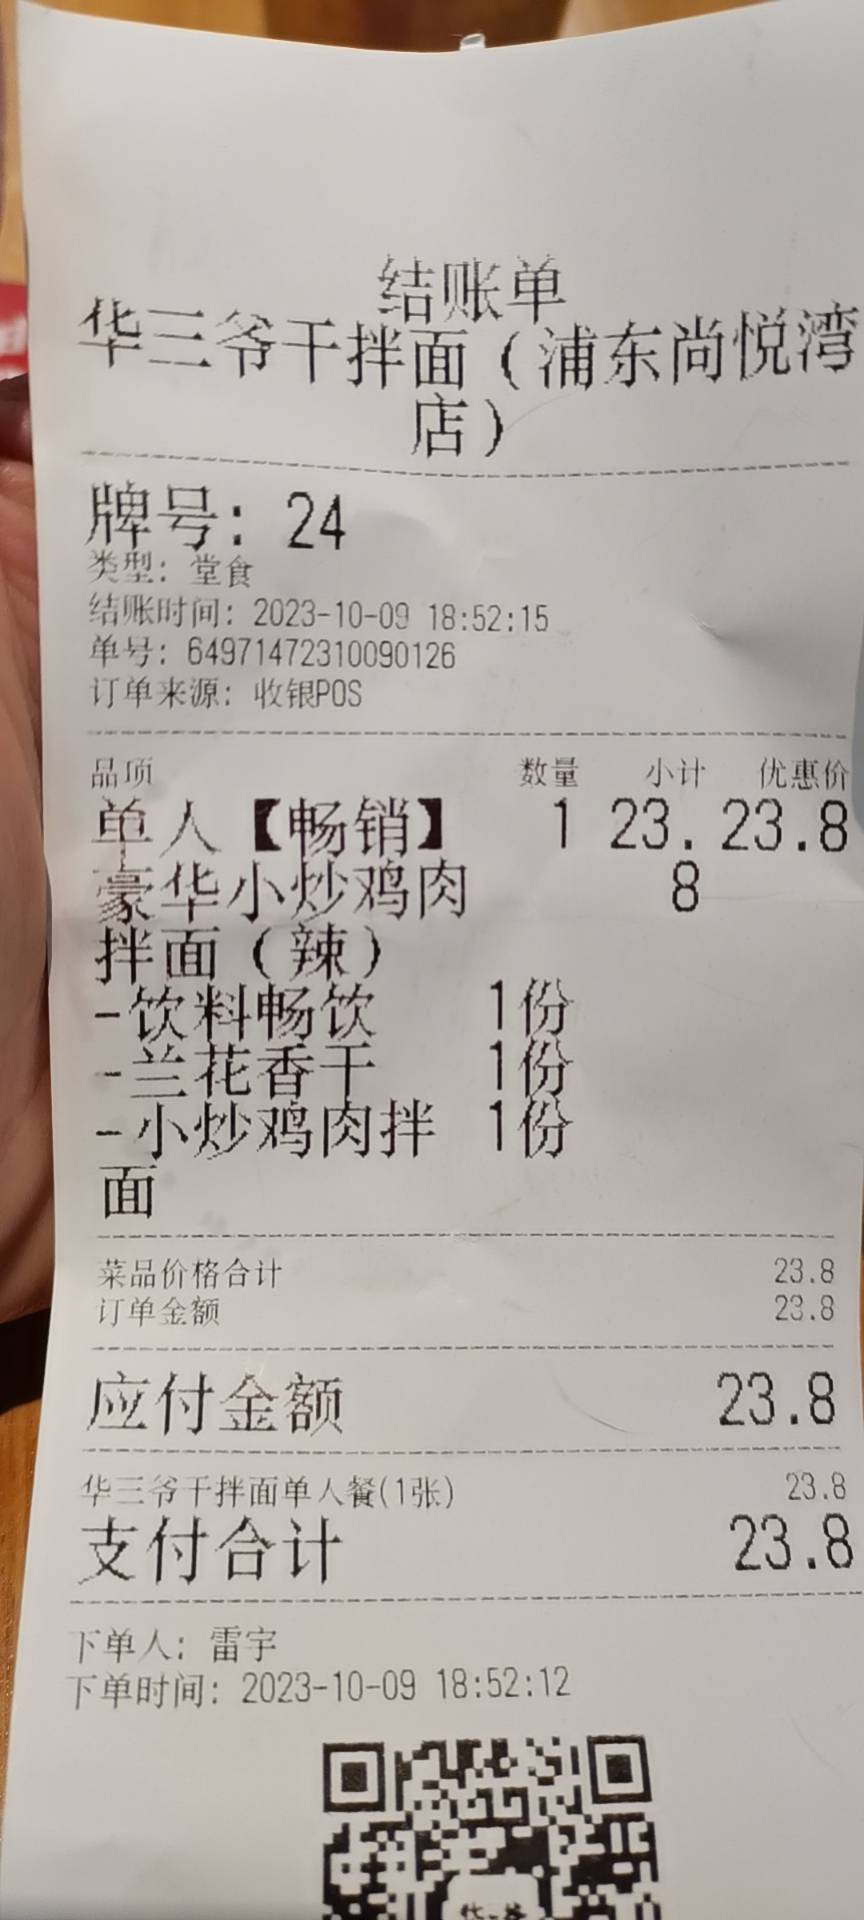 结账单
华三爷干拌面（浦东尚悦湾
店）
牌号：24
类型：堂食
结账时间：2023-10-09 18:52:15
单号：64971472310090126
订单来源：收银POS
品项 数量 小计 优惠价
单人【畅销】 1 23. 23.8
豪华小炒鸡肉 8
拌面（辣）
-饮料畅饮 1份
-兰花香干 1份
-小炒鸡肉拌 1份
面
菜品价格合计 23.8
订单金额 23.8
应付金额 23.8
华三爷干拌面单人餐(1张) 23.8
支付合计 23.8
下单人：雷宇
下单时间：2023-10-09 18:52:12